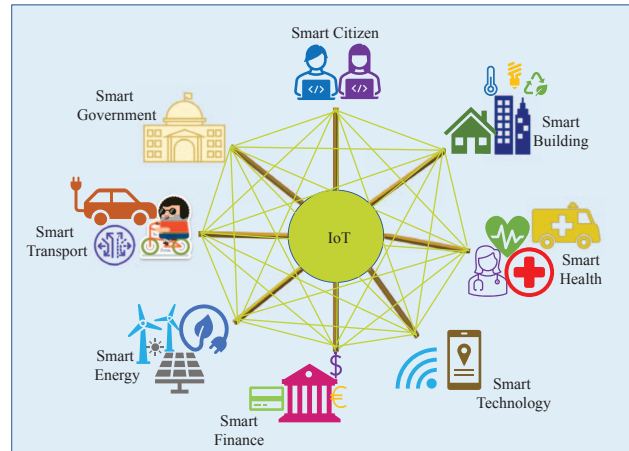 Smart Citizen
Smart
Government
Smart
Building
</>
</>
IoT
Smart
Transport
Smart
Health
Smart
Energy
$
€
Smart
Technology
Smart
Finance